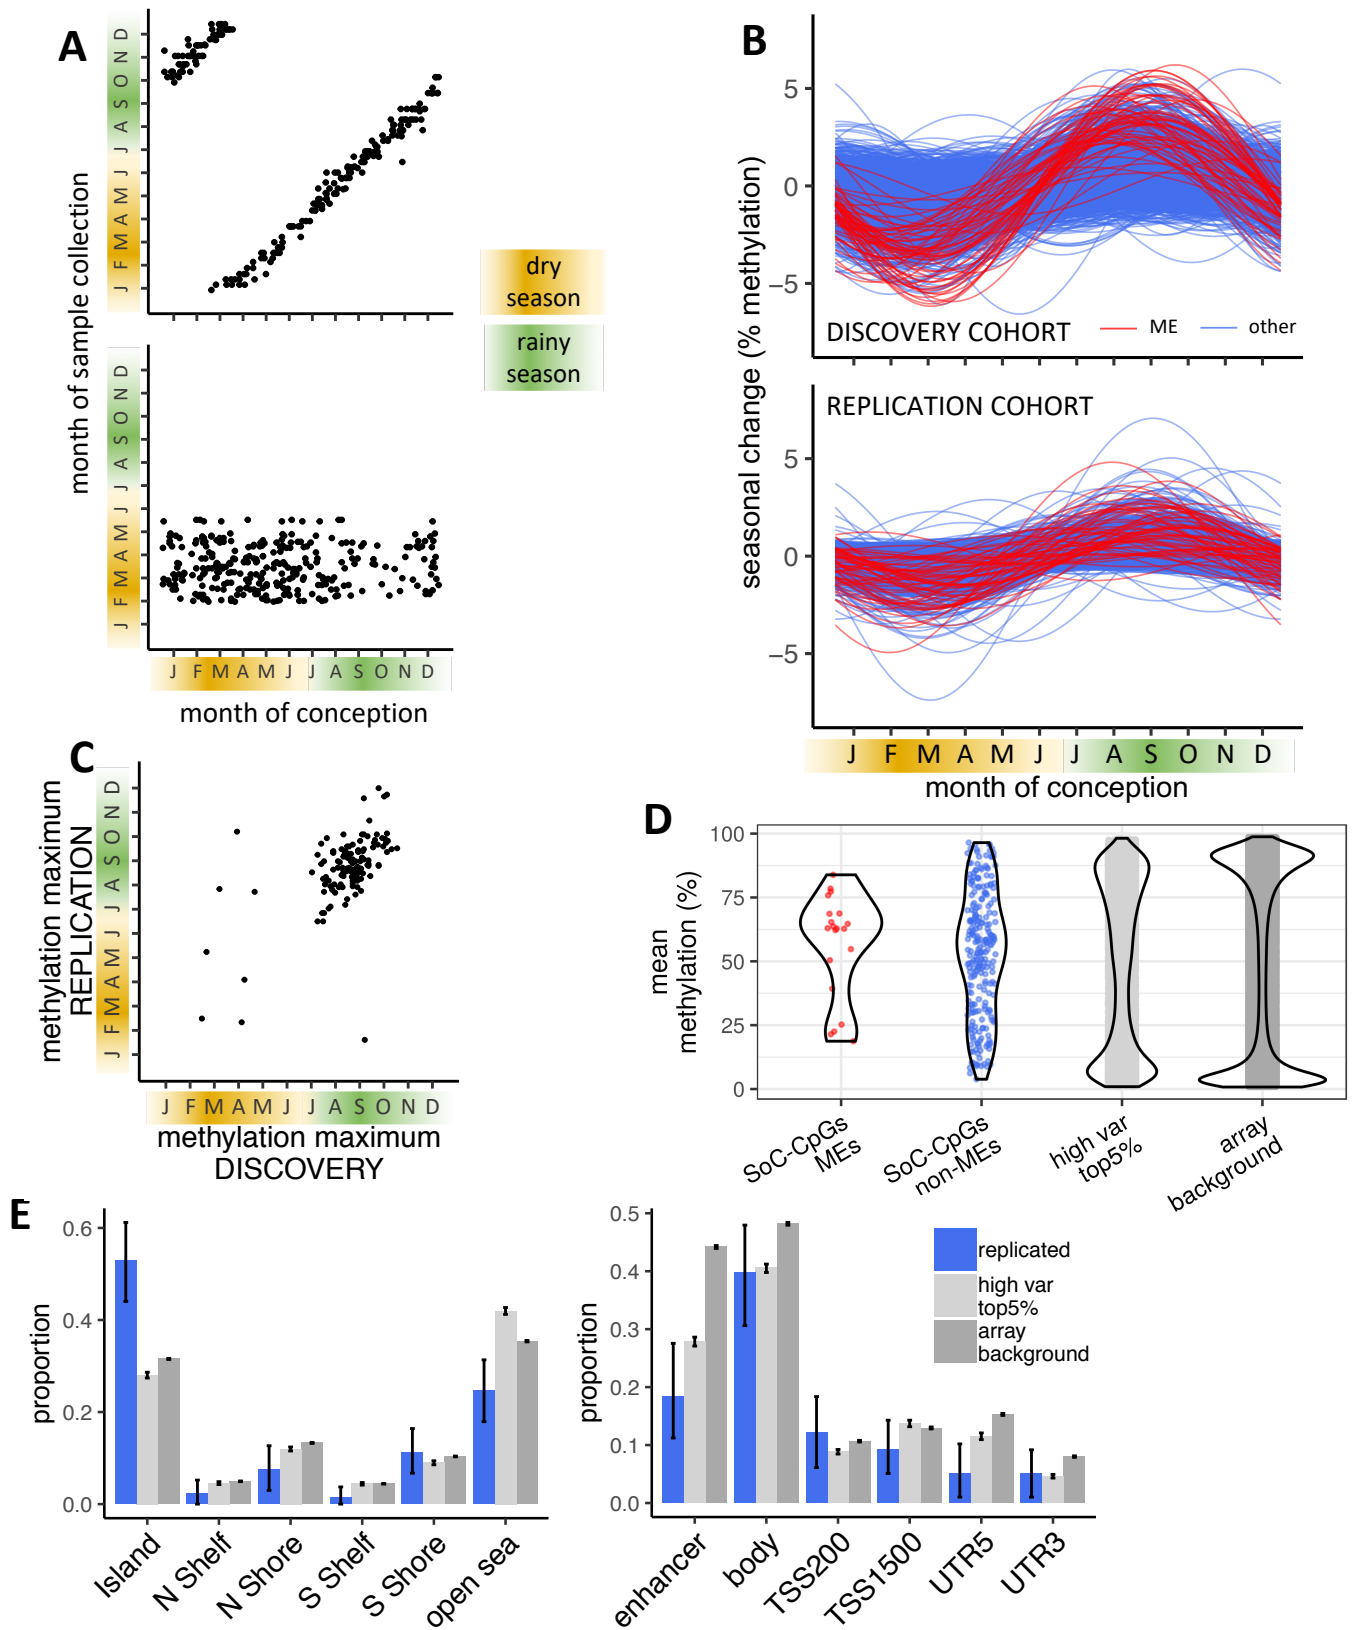 A
month of sample collection
J F M A M J J A S O N D
dry
season
rainy
season
J F M A M J J A S O N D
J F M A M J J A S O N D
month of conception
B
seasonal change (% methylation)
5
0
−5
DISCOVERY COHORT
ME
other
REPLICATION COHORT
5
0
−5
J F M A M J J A S O N D
month of conception
C
methylation maximum
REPLICATION
J F M A M J J A S O N D
J F M A M J J A S O N D
methylation maximum
DISCOVERY
D
mean
methylation (%)
100
75
50
25
0
SoC-CpGs
MEs
SoC-CpGs
non-MEs
high var
top5%
array
background
E
proportion
0.6
0.4
0.2
0.0
Island
N Shelf
N Shore
S Shelf
S Shore
open sea
proportion
0.5
0.4
0.3
0.2
0.1
0.0
enhancer
body
TSS200
TSS1500
UTR5
UTR3
replicated
high var
top5%
array
background